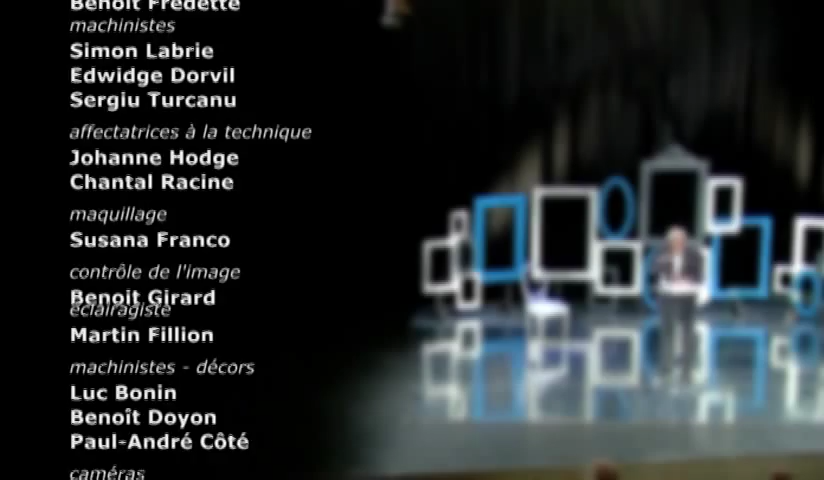 Benoît Fredette
machinistes
Simon Labrie
Edwidge Dorvil
Sergiu Turcanu
affectatrices à la technique
Johanne Hodge
Chantal Racine
maquillage
Susana Franco
contrôle de l'image
Benoit Girard
éclairagiste
Martin Fillion
machinistes - décors
Luc Bonin
Benoît Doyon
Paul-André Côté
caméras